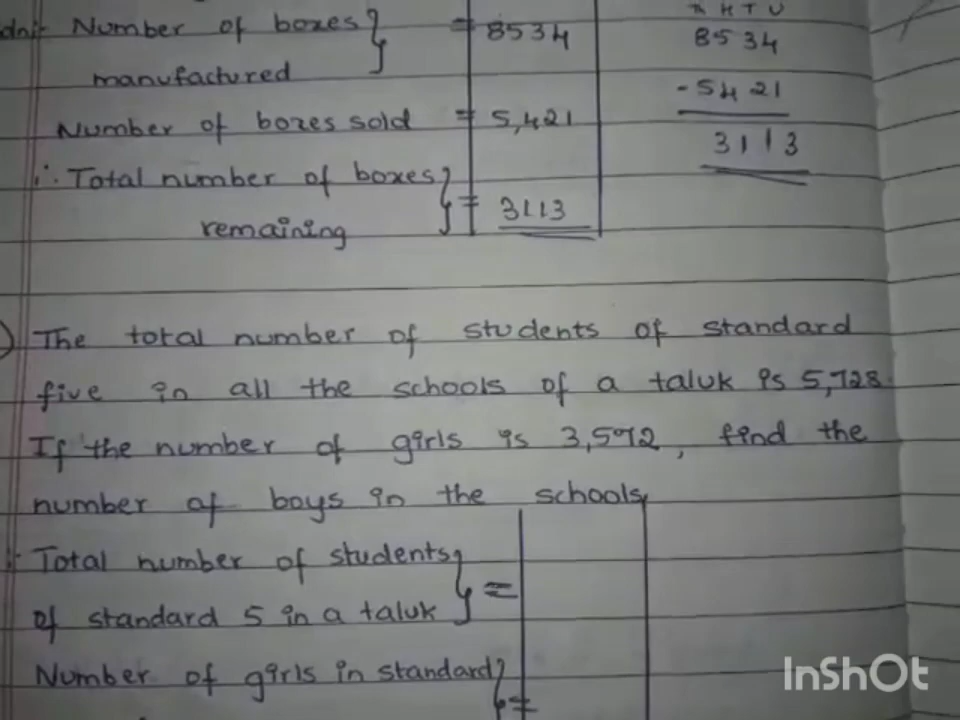 Number of boxes } = 8534
manufactured
Number of boxes sold = 5,421
∴ Total number of boxes } = 3113
remaining
H T U
8534
- 5421
3113
The total number of students of standard
five in all the schools of a taluk is 5,728.
If the number of girls is 3,592, find the
number of boys in the schools,
Total number of students } =
of standard 5 in a taluk
Number of girls in standard } =
InShOt